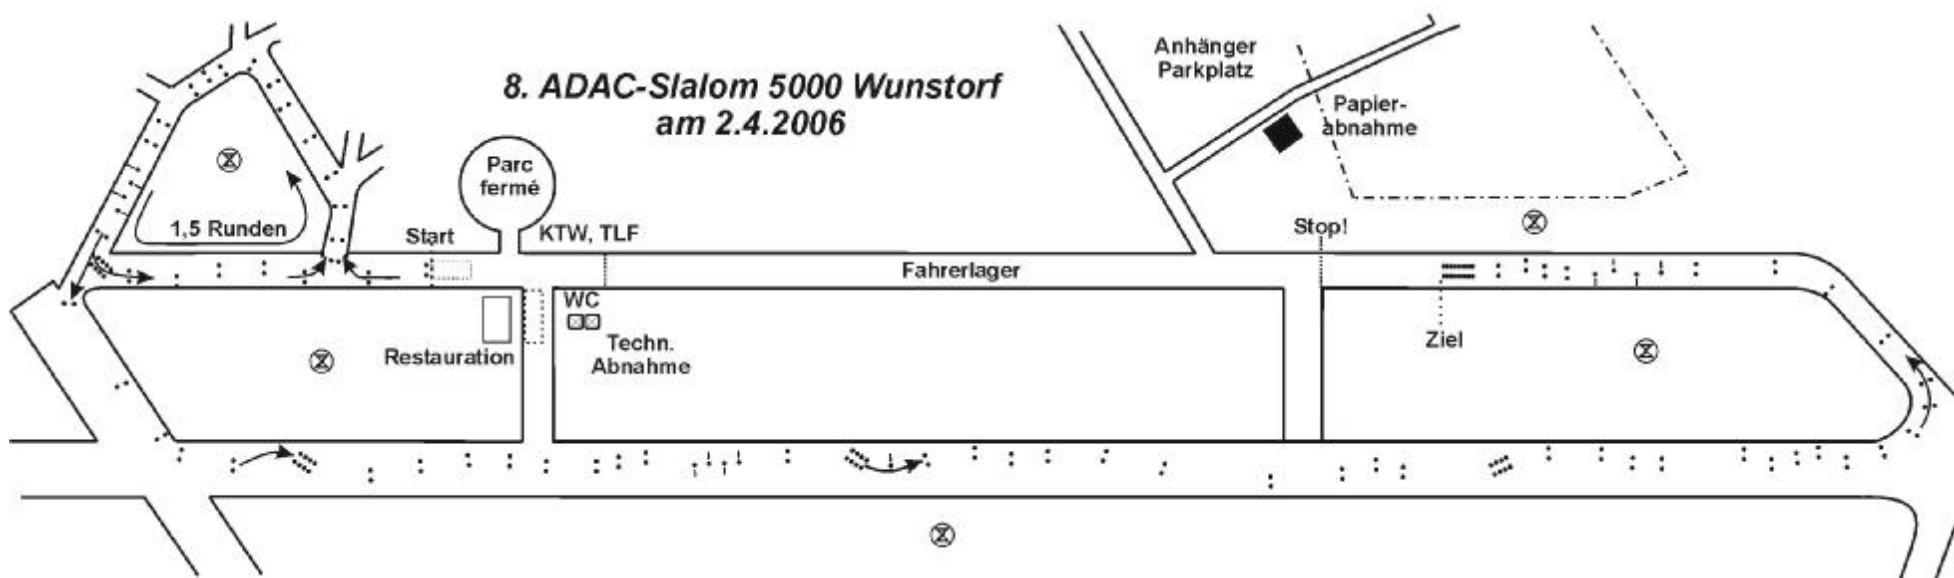 8. ADAC-Slalom 5000 Wunstorf
am 2.4.2006
Anhänger
Parkplatz
Papier-
abnahme
Parc
fermé
1,5 Runden
Start
KTW, TLF
Stop!
Fahrerlager
WC
Restauration
Techn.
Abnahme
Ziel